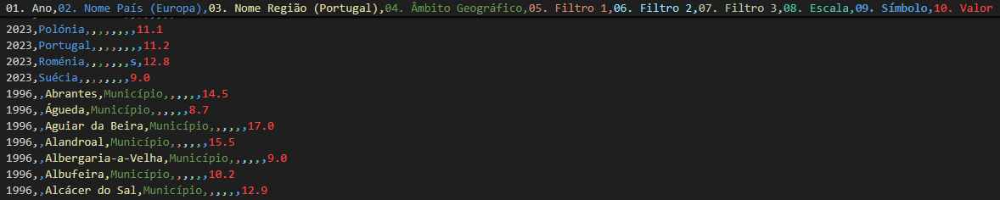 01. Ano,02. Nome País (Europa),03. Nome Região (Portugal),04. Âmbito Geográfico,05. Filtro 1,06. Filtro 2,07. Filtro 3,08. Escala,09. Símbolo,10. Valor
2023,Polónia,,,,,,,,11.1
2023,Portugal,,,,,,,,11.2
2023,Roménia,,,,,,,s,12.8
2023,Suécia,,,,,,,,9.0
1996,,Abrantes,Município,,,,,,14.5
1996,,Águeda,Município,,,,,,8.7
1996,,Aguiar da Beira,Município,,,,,,17.0
1996,,Alandroal,Município,,,,,,15.5
1996,,Albergaria-a-Velha,Município,,,,,,9.0
1996,,Albufeira,Município,,,,,,10.2
1996,,Alcácer do Sal,Município,,,,,,12.9